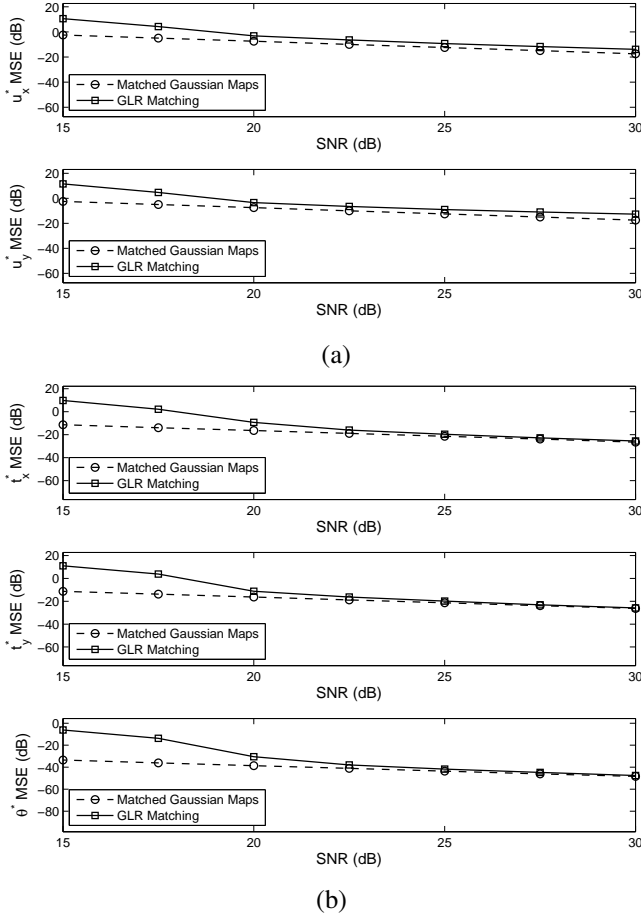 20
0
−20
−40
−60
u*x MSE (dB)
Matched Gaussian Maps
GLR Matching
15 20 25 30
SNR (dB)
20
0
−20
−40
−60
u*y MSE (dB)
Matched Gaussian Maps
GLR Matching
15 20 25 30
SNR (dB)
(a)
20
0
−20
−40
−60
t*x MSE (dB)
Matched Gaussian Maps
GLR Matching
15 20 25 30
SNR (dB)
20
0
−20
−40
−60
t*y MSE (dB)
Matched Gaussian Maps
GLR Matching
15 20 25 30
SNR (dB)
0
−20
−40
−60
−80
θ* MSE (dB)
Matched Gaussian Maps
GLR Matching
15 20 25 30
SNR (dB)
(b)